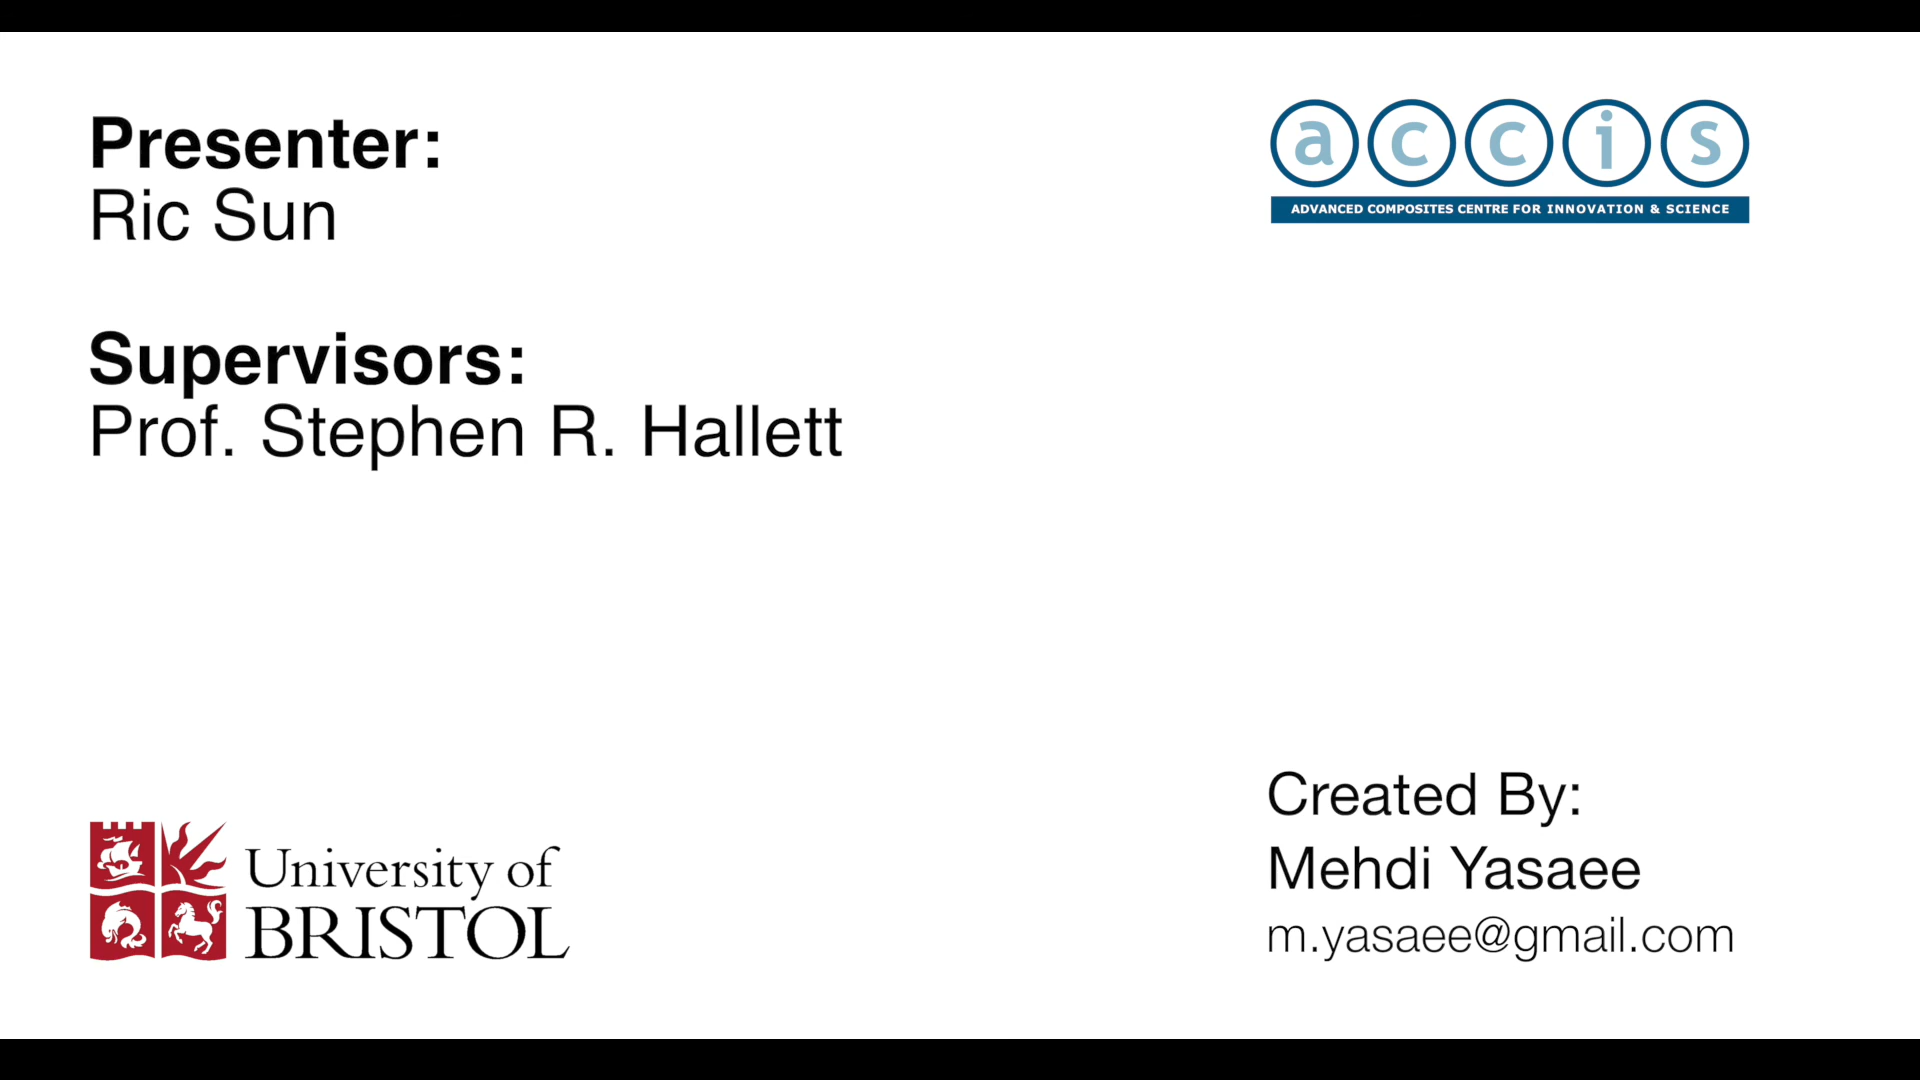 Presenter:
Ric Sun
Supervisors:
Prof. Stephen R. Hallett
accis
ADVANCED COMPOSITES CENTRE FOR INNOVATION & SCIENCE
University of
BRISTOL
Created By:
Mehdi Yasaee
m.yasaee@gmail.com